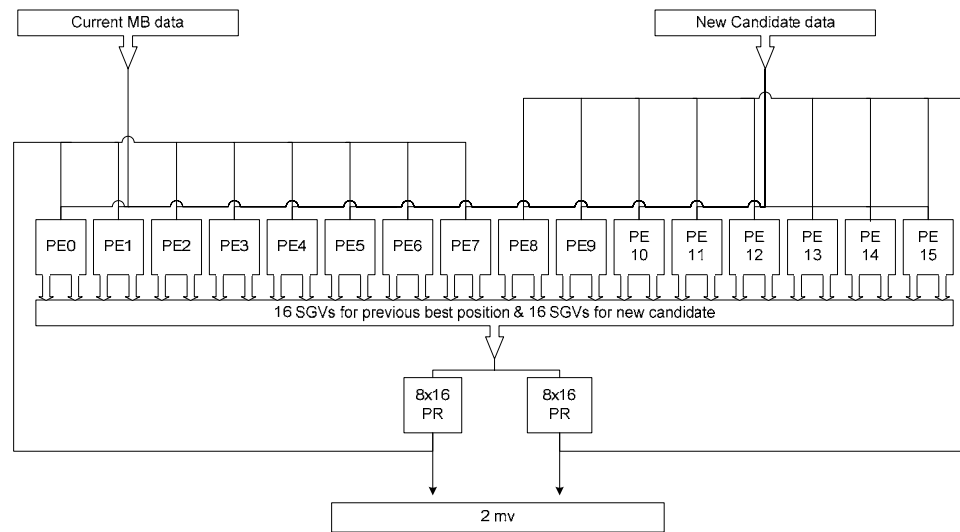 Current MB data
New Candidate data
PE0
PE1
PE2
PE3
PE4
PE5
PE6
PE7
PE8
PE9
PE
10
PE
11
PE
12
PE
13
PE
14
PE
15
16 SGVs for previous best position & 16 SGVs for new candidate
8x16
PR
8x16
PR
2 mv